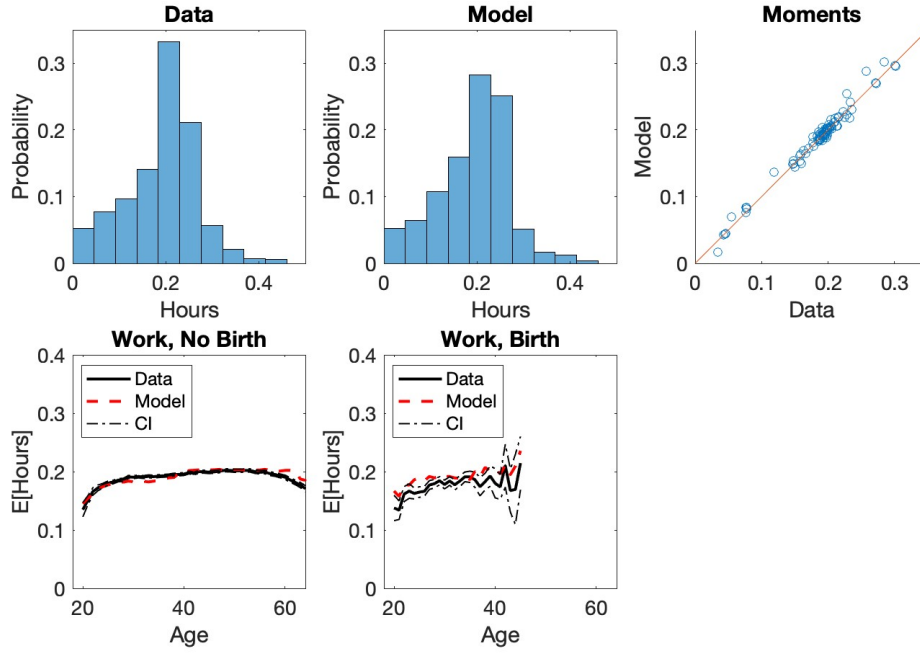 Data
Probability
0.3
0.2
0.1
0
0
0.2
0.4
Hours
Model
Probability
0.3
0.2
0.1
0
0
0.2
0.4
Hours
Moments
Model
0.3
0.2
0.1
0
0
0.1
0.2
0.3
Data
Work, No Birth
E[Hours]
0.4
0.3
0.2
0.1
0
Data
Model
CI
20
40
60
Age
Work, Birth
E[Hours]
0.4
0.3
0.2
0.1
0
Data
Model
CI
20
40
60
Age